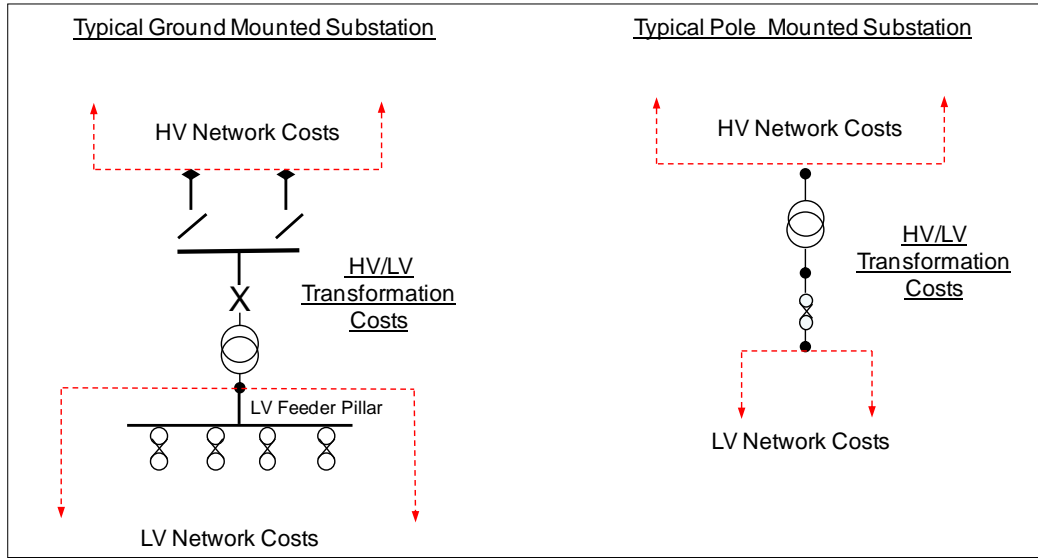 Typical Ground Mounted Substation
HV Network Costs
HV/LV
Transformation
Costs
LV Feeder Pillar
LV Network Costs
Typical Pole Mounted Substation
HV Network Costs
HV/LV
Transformation
Costs
LV Network Costs